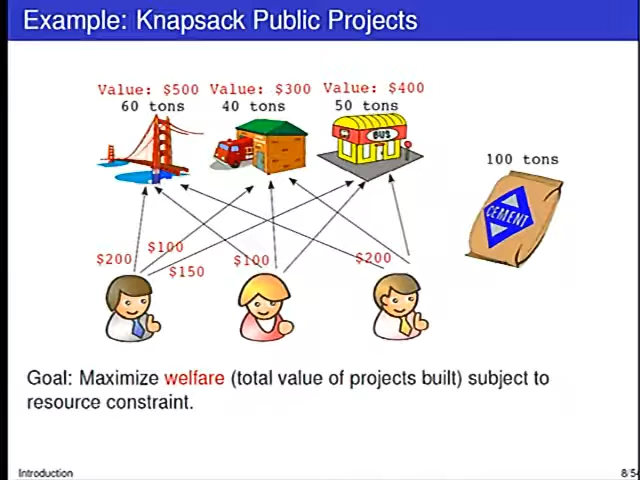 Example: Knapsack Public Projects
Value: $500 Value: $300 Value: $400
60 tons 40 tons 50 tons
BUS
100 tons
CEMENT
$200 $100 $150 $100 $200
Goal: Maximize welfare (total value of projects built) subject to
resource constraint.
Introduction